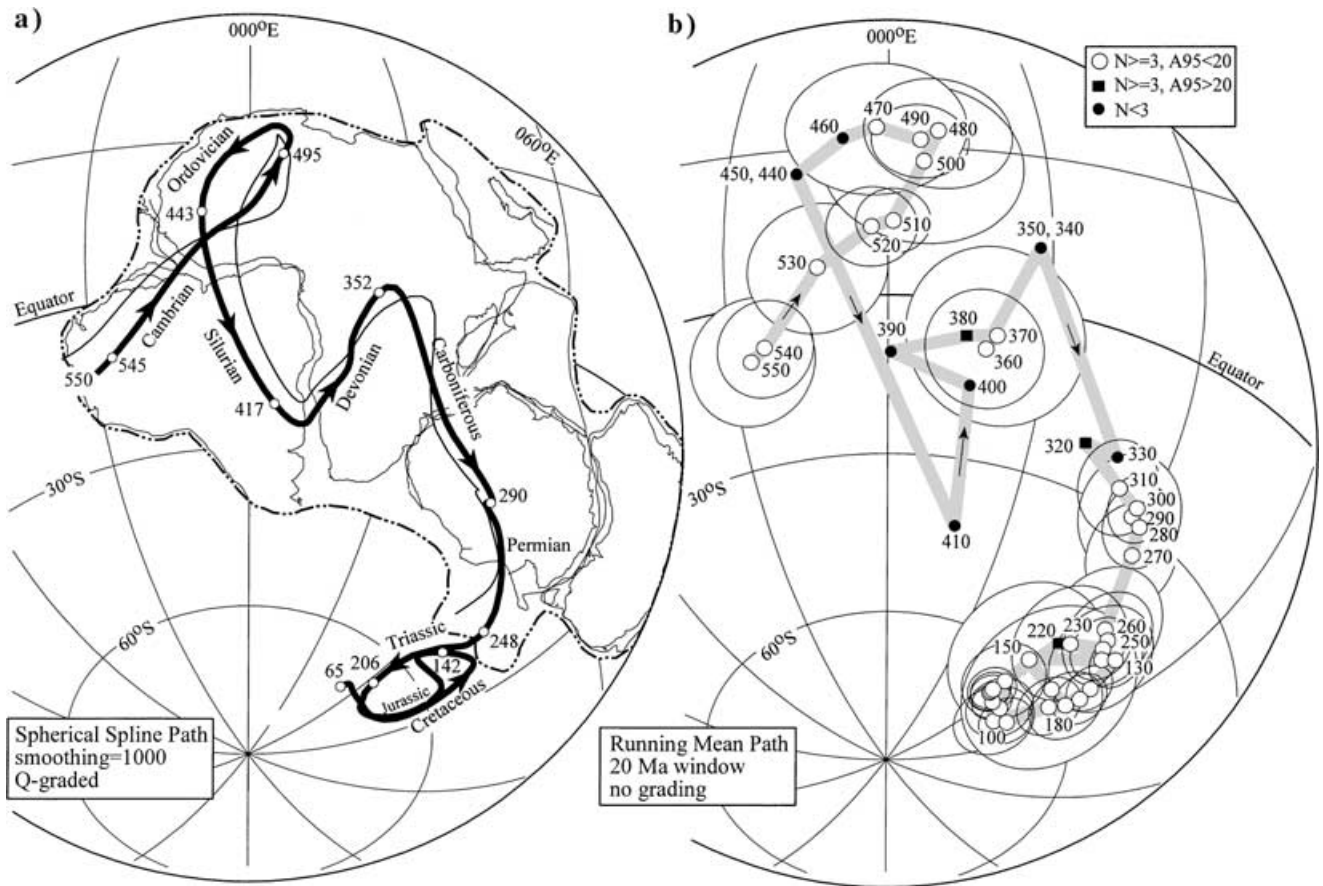 a)
000°E
060°E
Ordovician
495
443
352
Equator
Cambrian
Silurian
Devonian
Carboniferous
550
545
417
30°S
290
Permian
60°S
Triassic
248
65
206
142
Jurassic
Cretaceous
Spherical Spline Path
smoothing=1000
Q-graded
b)
000°E
N>=3, A95<20
N>=3, A95>20
N<3
470
460
490
480
500
450, 440
510
520
350, 340
530
390
380
370
540
360
550
400
Equator
320
330
30°S
310
300
290
280
410
270
60°S
220
230
260
150
250
130
180
100
Running Mean Path
20 Ma window
no grading